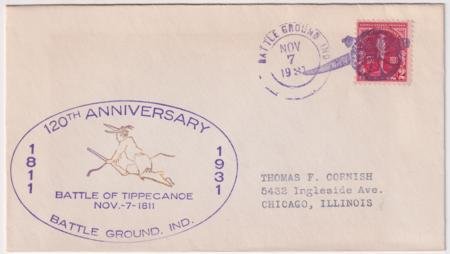 BATTLE GROUND, IND.
NOV
7
1931
120TH ANNIVERSARY
1811
1931
BATTLE OF TIPPECANOE
NOV.-7-1811
BATTLE GROUND, IND.
THOMAS F. CORNISH
5432 Ingleside Ave.
CHICAGO, ILLINOIS